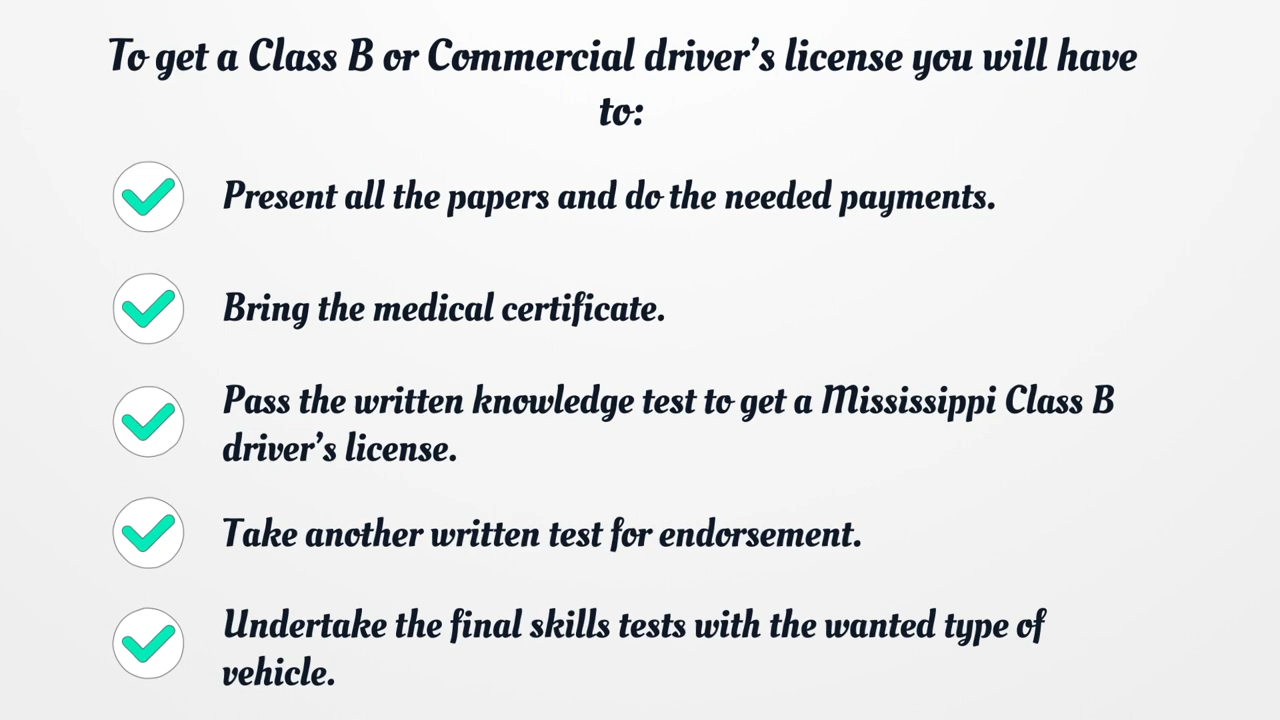 To get a Class B or Commercial driver's license you will have
to:
Present all the papers and do the needed payments.
Bring the medical certificate.
Pass the written knowledge test to get a Mississippi Class B
driver's license.
Take another written test for endorsement.
Undertake the final skills tests with the wanted type of
vehicle.